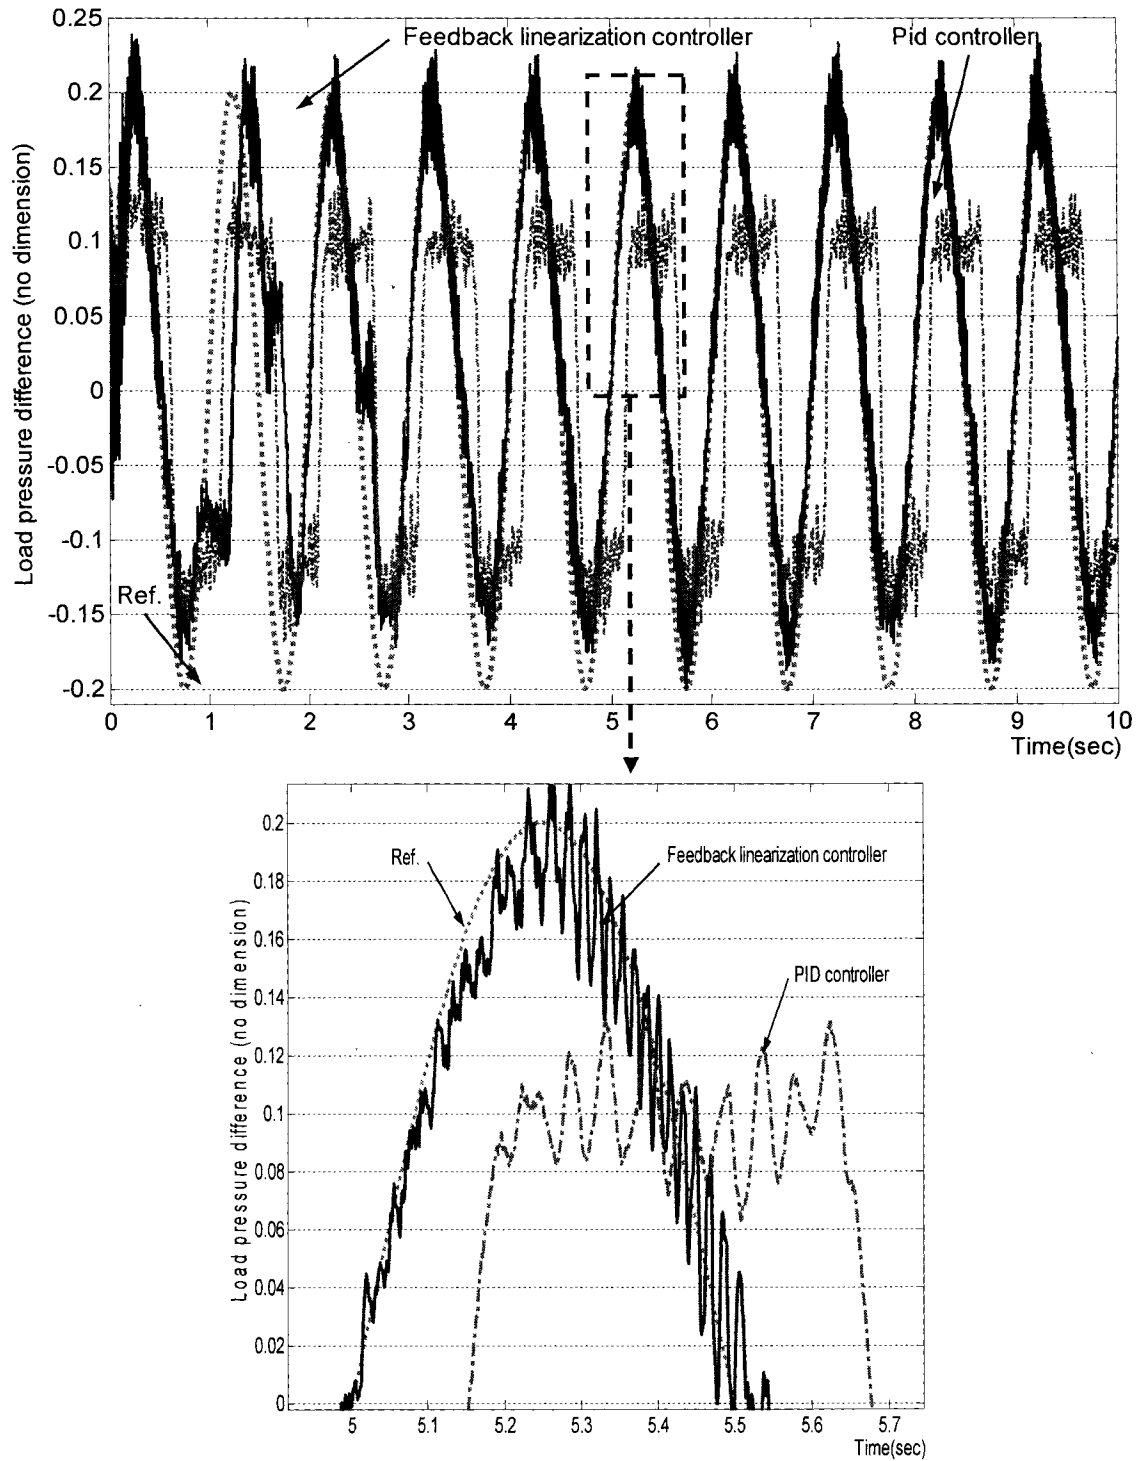 0.25
Feedback linearization controller
Pid controller
0.2
0.15
0.1
0.05
0
-0.05
-0.1
-0.15
-0.2
Load pressure difference (no dimension)
Ref.
0 1 2 3 4 5 6 7 8 9 10
Time(sec)
0.2
0.18
0.16
0.14
0.12
0.1
0.08
0.06
0.04
0.02
0
Load pressure difference (no dimension)
Ref.
Feedback linearization controller
PID controller
5 5.1 5.2 5.3 5.4 5.5 5.6 5.7
Time(sec)